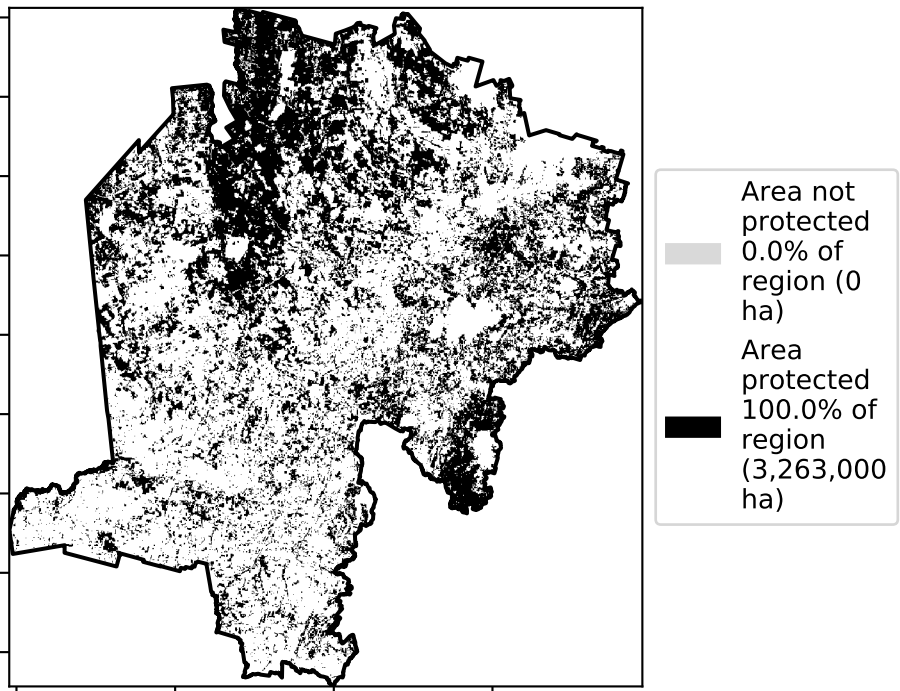 Area not
protected
0.0% of
region (0
ha)
Area
protected
100.0% of
region
(3,263,000
ha)